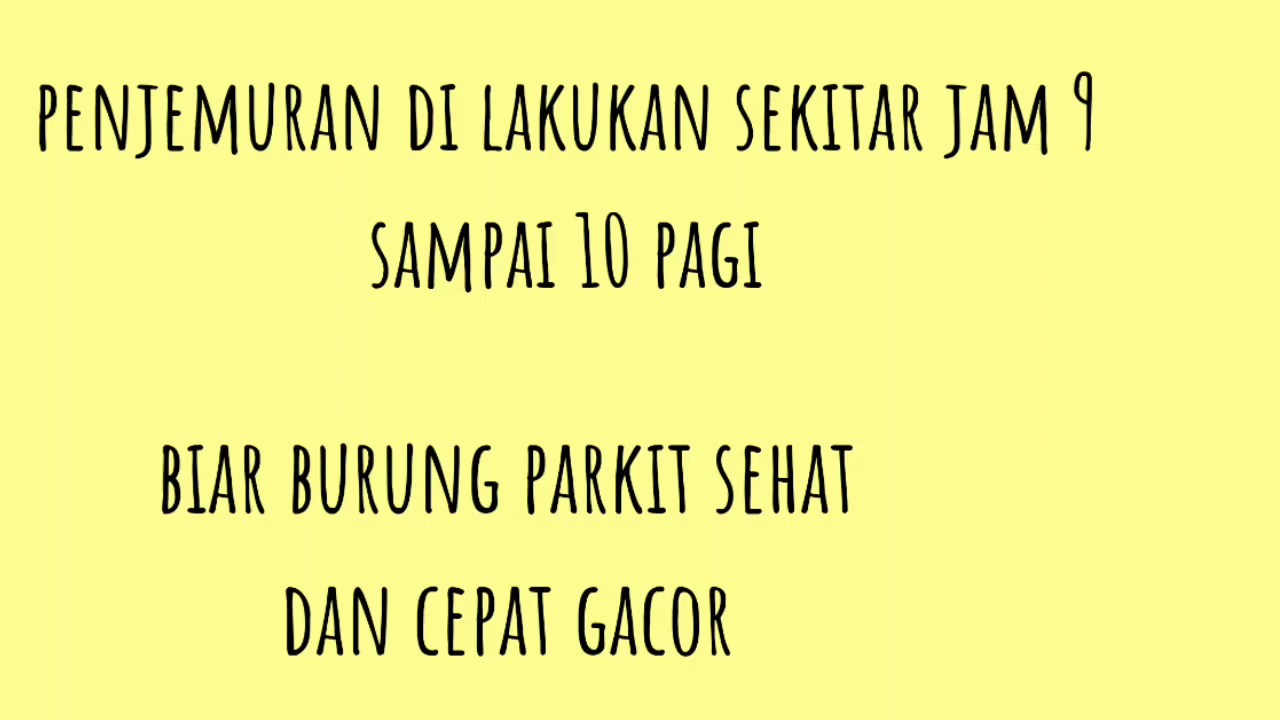 PENJEMURAN DI LAKUKAN SEKITAR JAM 9
SAMPAI 10 PAGI
BIAR BURUNG PARKIT SEHAT
DAN CEPAT GACOR